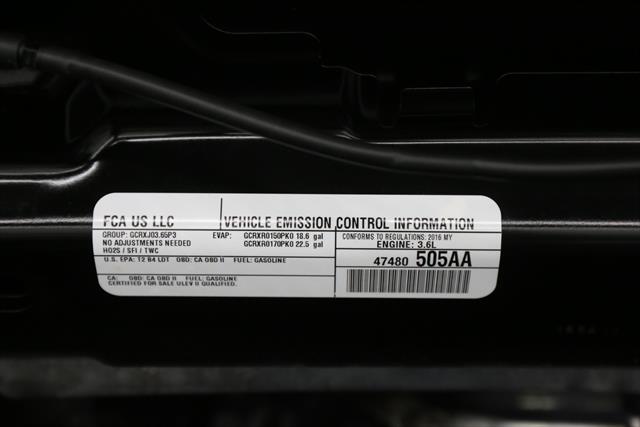 FCA US LLC
VEHICLE EMISSION CONTROL INFORMATION
GROUP: GCRXJ03.65P3
NO ADJUSTMENTS NEEDED
HO2S / SFI / TWC
EVAP: GCRXR0150PK0 18.6 gal
GCRXR0170PK0 22.5 gal
CONFORMS TO REGULATIONS: 2016 MY
ENGINE: 3.6L
U.S. EPA: T2 B4 LDT OBD: CA OBD II FUEL: GASOLINE
47480 505AA
CA: OBD: CA OBD II FUEL: GASOLINE
CERTIFIED FOR SALE ULEV II QUALIFIED.